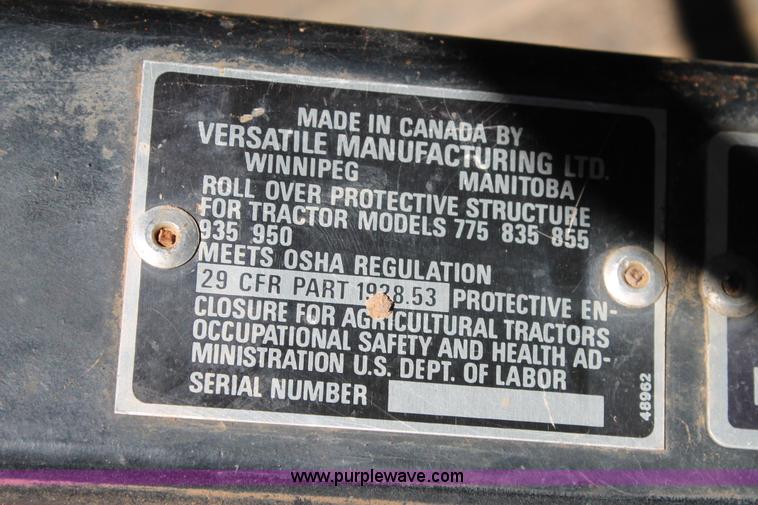 MADE IN CANADA BY
VERSATILE MANUFACTURING LTD.
WINNIPEG MANITOBA
ROLL OVER PROTECTIVE STRUCTURE
FOR TRACTOR MODELS 775 835 855
935 950
MEETS OSHA REGULATION
29 CFR PART 1928.53 PROTECTIVE EN-
CLOSURE FOR AGRICULTURAL TRACTORS
OCCUPATIONAL SAFETY AND HEALTH AD-
MINISTRATION U.S. DEPT. OF LABOR
SERIAL NUMBER
48962
www.purplewave.com